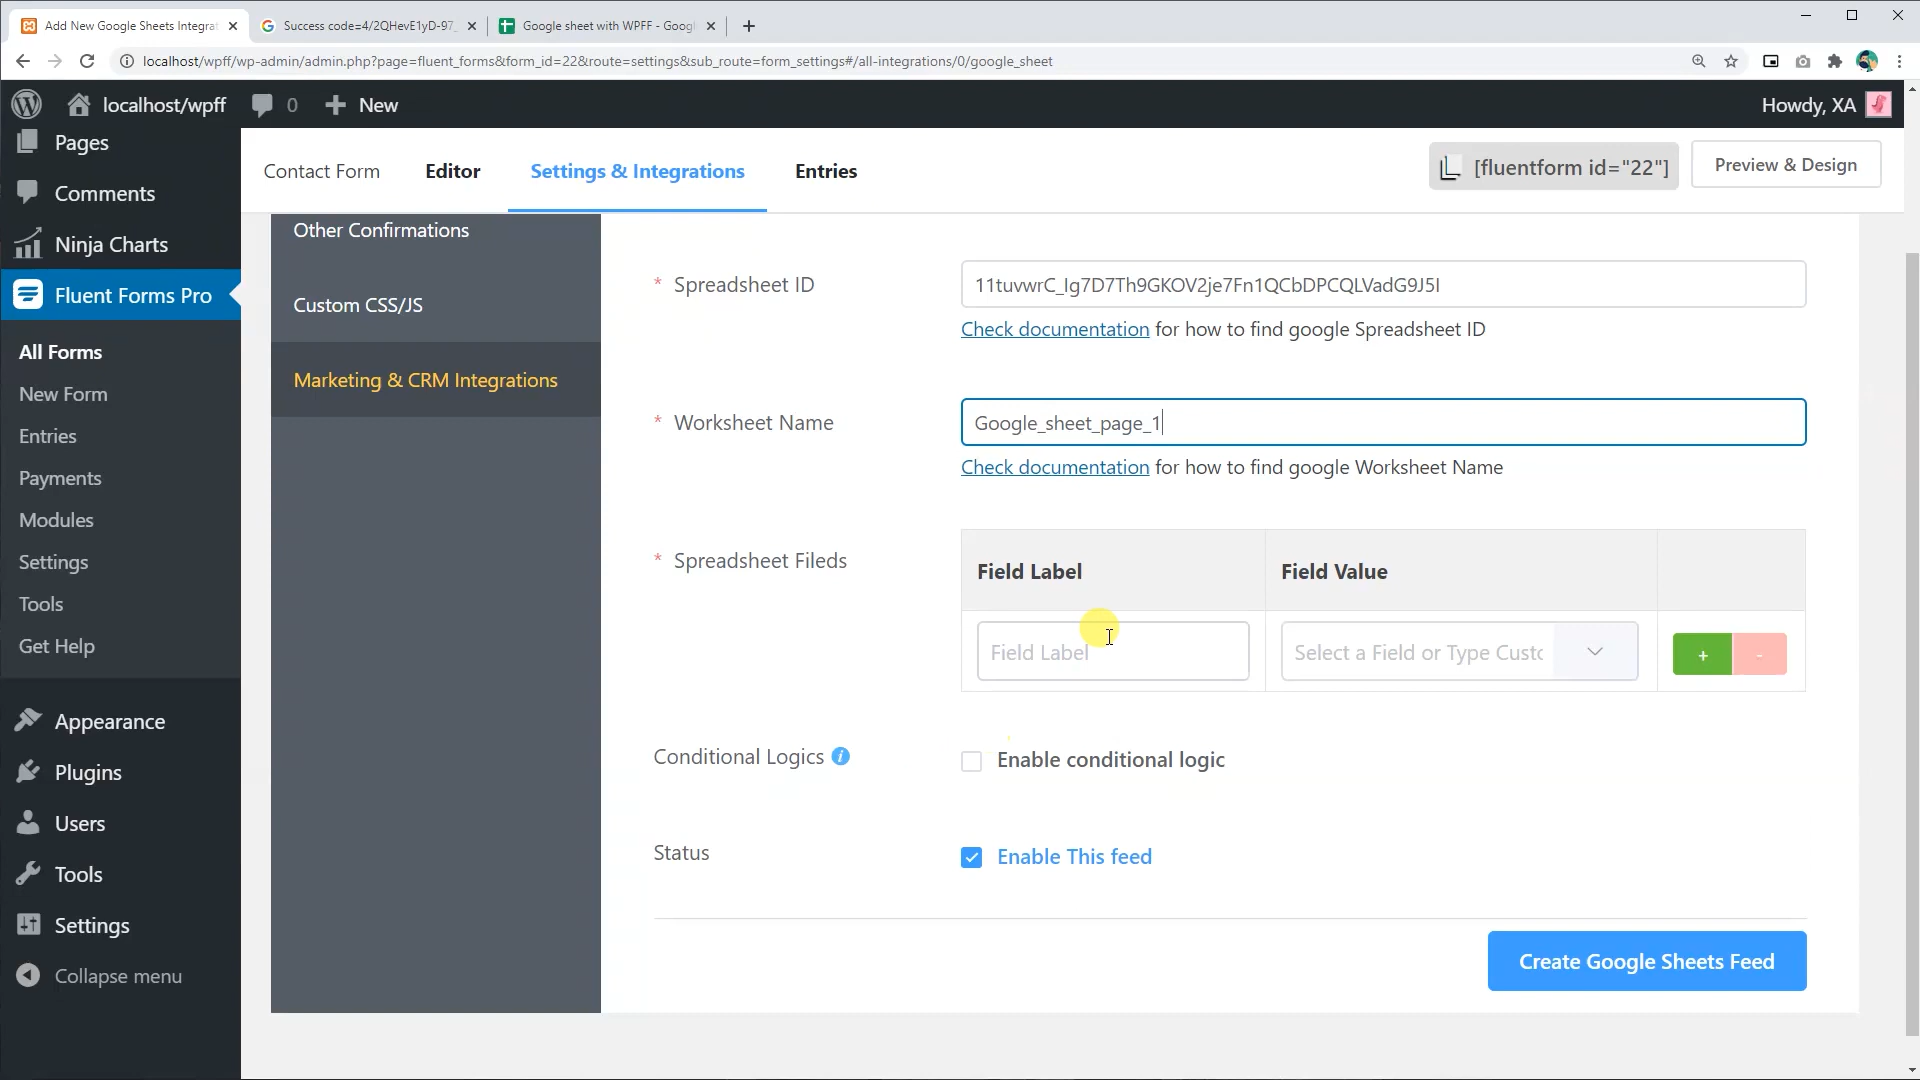 Add New Google Sheets Integrat
Success code=4/2QHevE1yD-97_
Google sheet with WPFF - Googl
localhost/wpff/wp-admin/admin.php?page=fluent_forms&form_id=22&route=settings&sub_route=form_settings#/all-integrations/0/google_sheet
localhost/wpff
0
New
Howdy, XA
Pages
Comments
Ninja Charts
Fluent Forms Pro
All Forms
New Form
Entries
Payments
Modules
Settings
Tools
Get Help
Appearance
Plugins
Users
Tools
Settings
Collapse menu
Contact Form
Editor
Settings & Integrations
Entries
[fluentform id="22"]
Preview & Design
Other Confirmations
Custom CSS/JS
Marketing & CRM Integrations
* Spreadsheet ID
11tuvwrC_Ig7D7Th9GKOV2je7Fn1QCbDPCQLVadG9J5I
Check documentation for how to find google Spreadsheet ID
* Worksheet Name
Google_sheet_page_1
Check documentation for how to find google Worksheet Name
* Spreadsheet Fileds
Field Label
Field Value
Field Label
Select a Field or Type Custo
+
-
Conditional Logics
Enable conditional logic
Status
Enable This feed
Create Google Sheets Feed